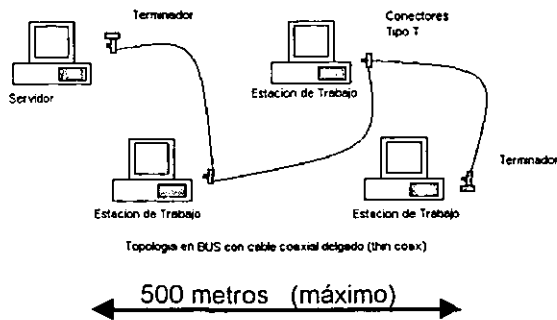 Terminador
Conectores
Tipo T
Servidor
Estacion de Trabajo
Terminador
Estacion de Trabajo
Estacion de Trabajo
Topologia en BUS con cable coaxial delgado (thin coax)
500 metros (máximo)